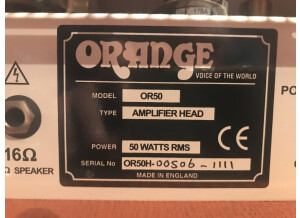 175A
ORANGE
VOICE OF THE WORLD
MODEL OR50
TYPE AMPLIFIER HEAD
POWER 50 WATTS RMS
CE
SERIAL No OR50H-00506-1111
MADE IN ENGLAND
16Ω
SPEAKER
PO